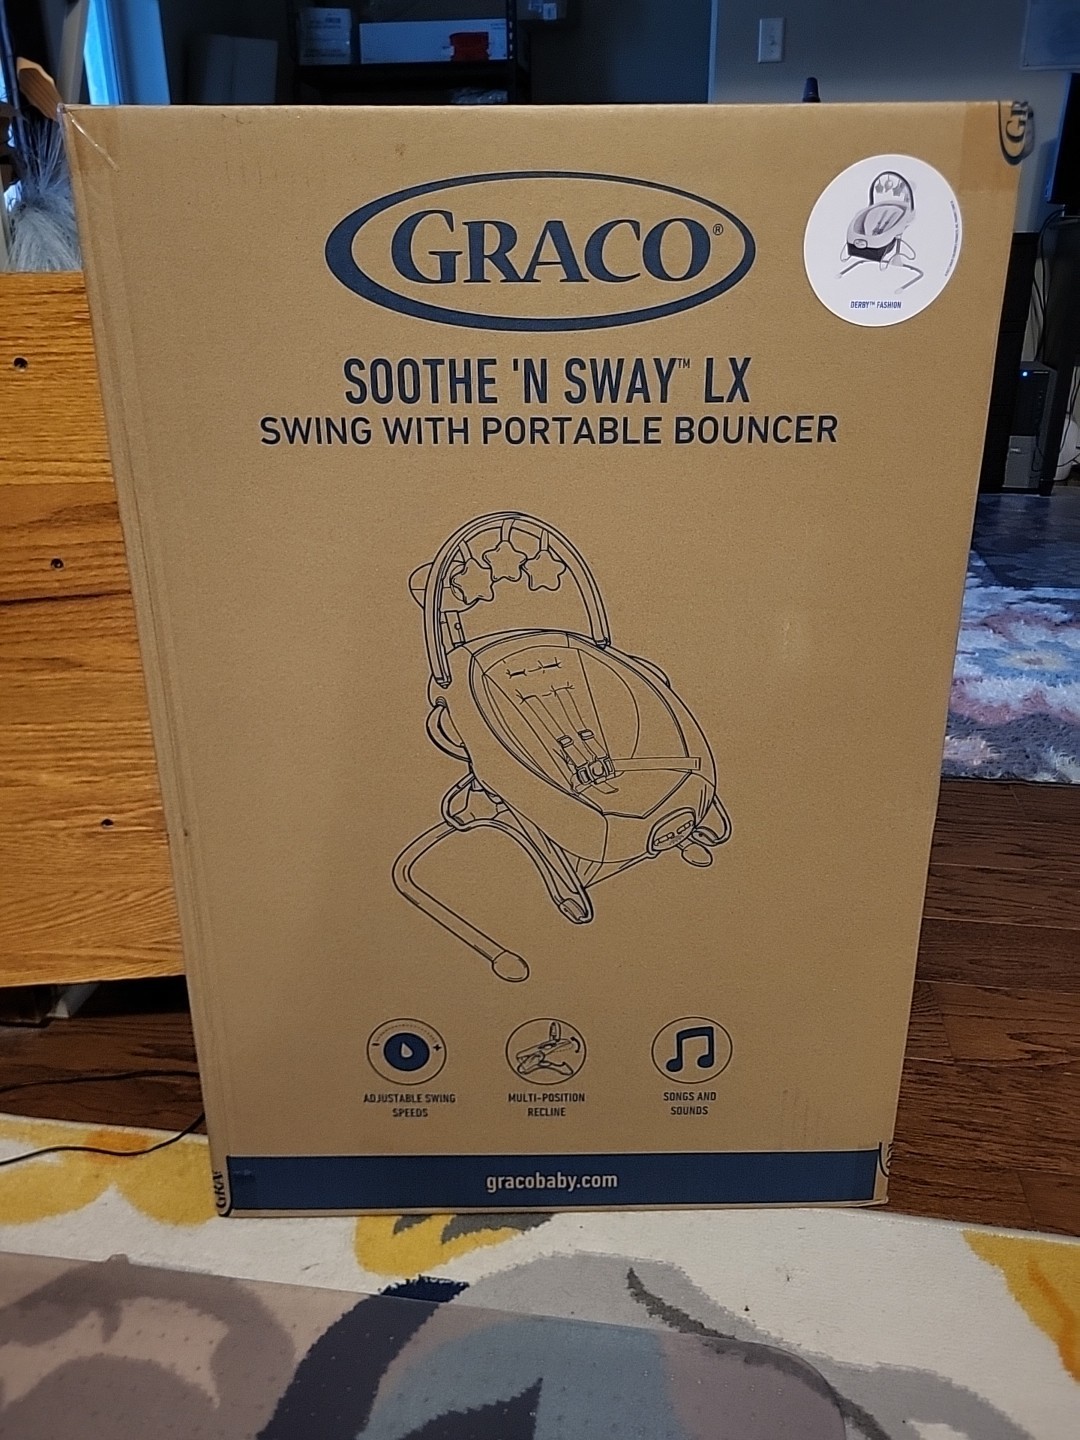 GRACO®
DERBY™ FASHION
SOOTHE 'N SWAY™ LX
SWING WITH PORTABLE BOUNCER
ADJUSTABLE SWING
SPEEDS
MULTI-POSITION
RECLINE
SONGS AND
SOUNDS
gracobaby.com